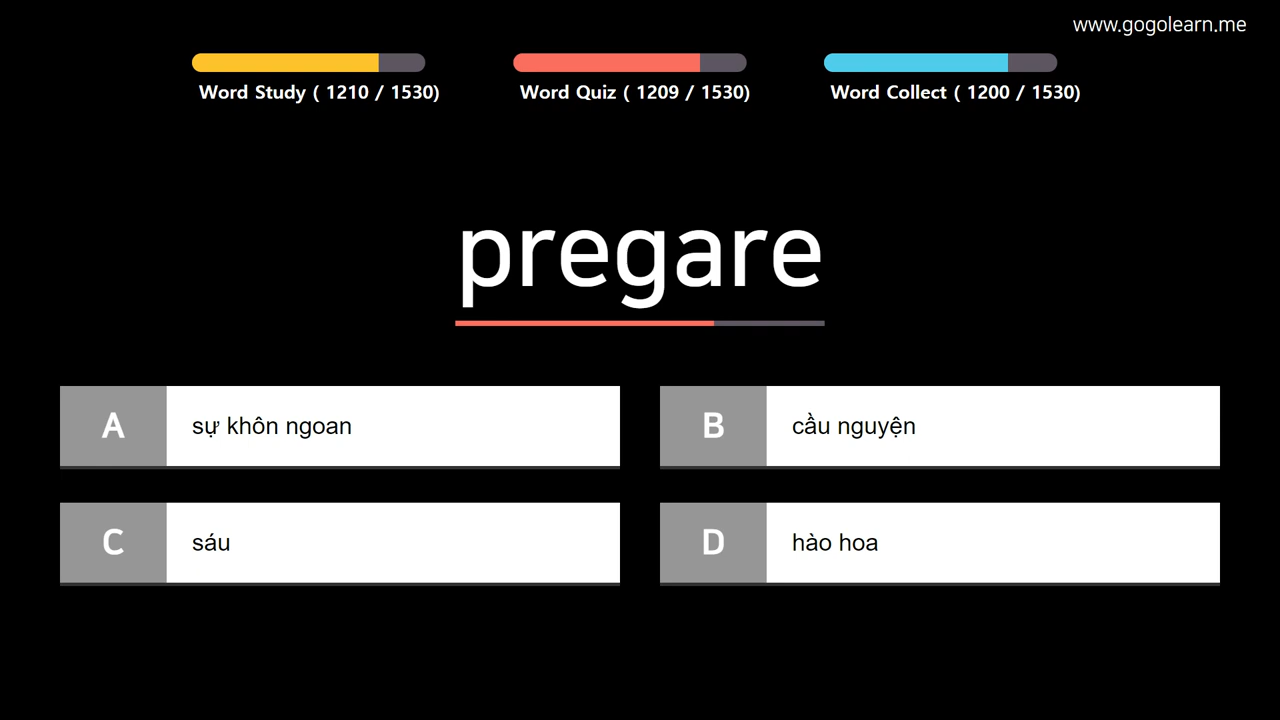 www.gogolearn.me
Word Study ( 1210 / 1530)
Word Quiz ( 1209 / 1530)
Word Collect ( 1200 / 1530)
pregare
A sự khôn ngoan
B cầu nguyện
C sáu
D hào hoa